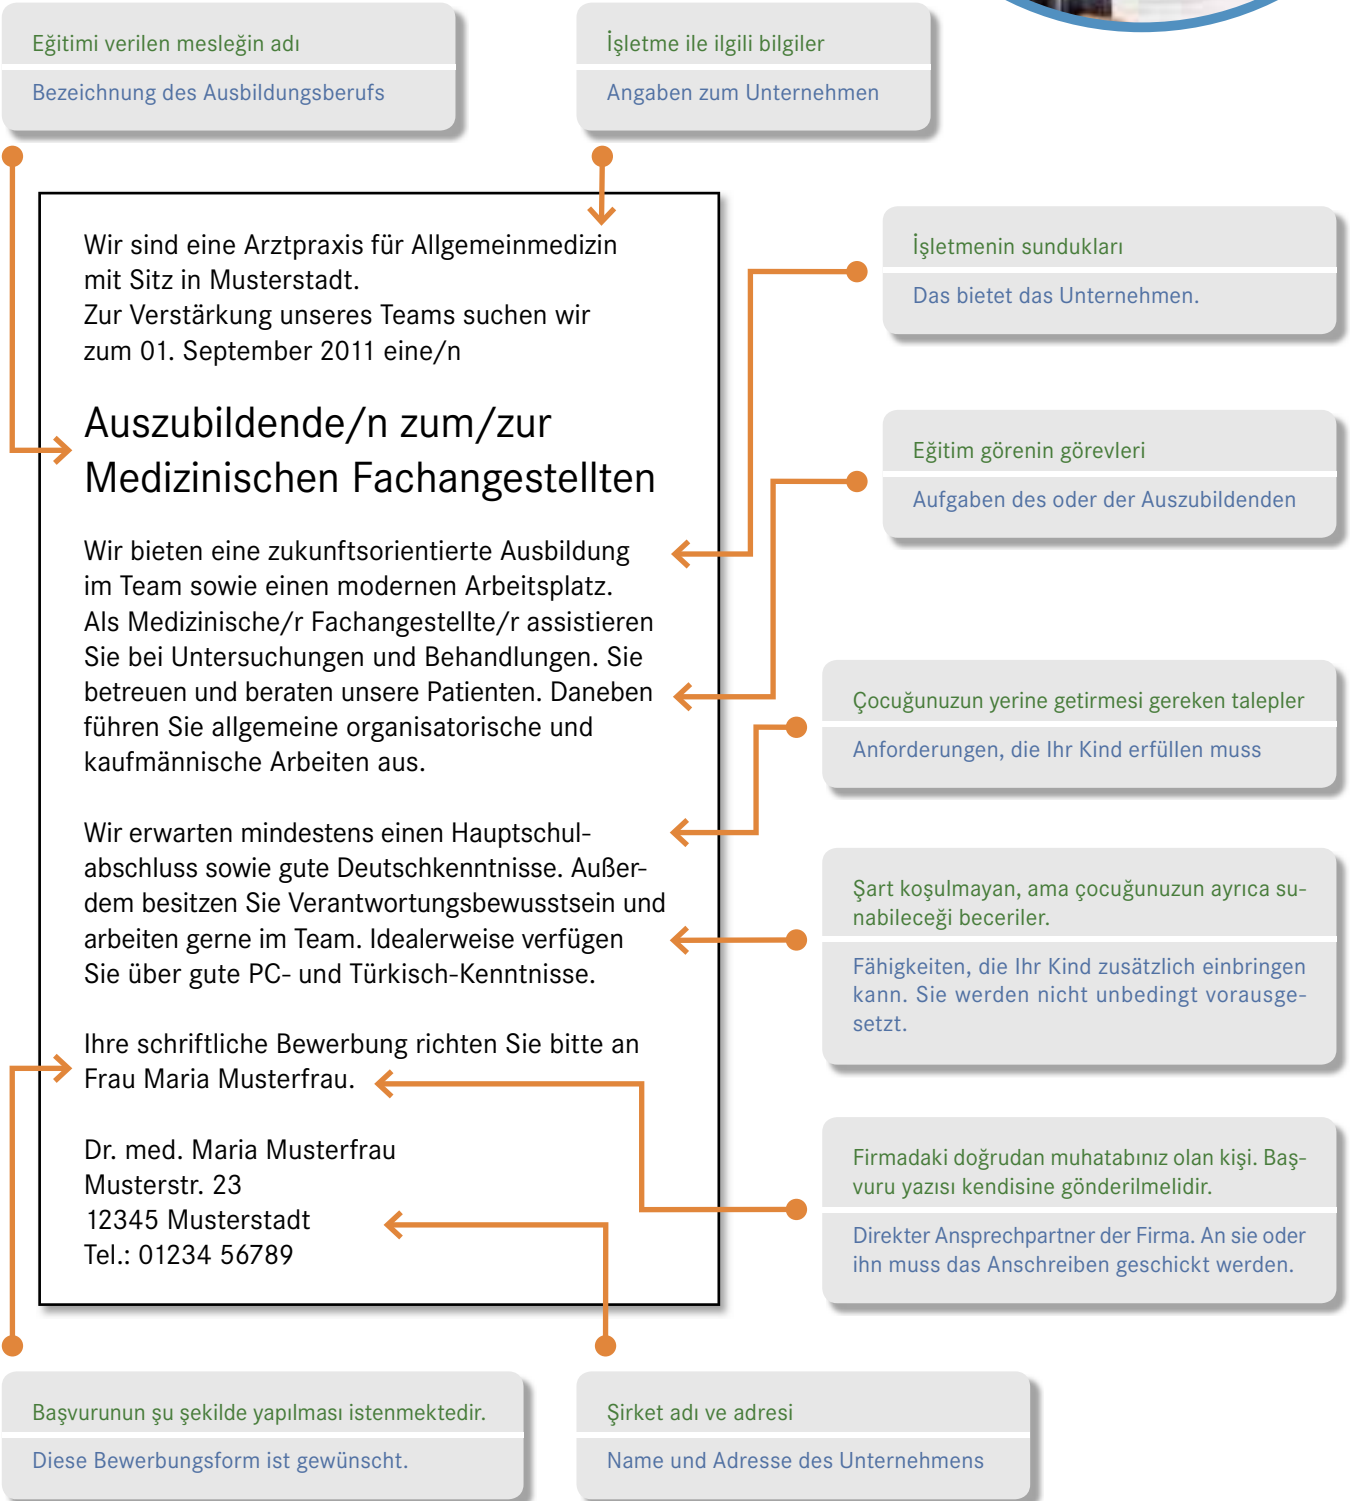 Eğitimi verilen mesleğin adı
Bezeichnung des Ausbildungsberufs
İşletme ile ilgili bilgiler
Angaben zum Unternehmen
Wir sind eine Arztpraxis für Allgemeinmedizin
mit Sitz in Musterstadt.
Zur Verstärkung unseres Teams suchen wir
zum 01. September 2011 eine/n
Auszubildende/n zum/zur
Medizinischen Fachangestellten
Wir bieten eine zukunftsorientierte Ausbildung
im Team sowie einen modernen Arbeitsplatz.
Als Medizinische/r Fachangestellte/r assistieren
Sie bei Untersuchungen und Behandlungen. Sie
betreuen und beraten unsere Patienten. Daneben
führen Sie allgemeine organisatorische und
kaufmännische Arbeiten aus.
Wir erwarten mindestens einen Hauptschul-
abschluss sowie gute Deutschkenntnisse. Außer-
dem besitzen Sie Verantwortungsbewusstsein und
arbeiten gerne im Team. Idealerweise verfügen
Sie über gute PC- und Türkisch-Kenntnisse.
Ihre schriftliche Bewerbung richten Sie bitte an
Frau Maria Musterfrau.
Dr. med. Maria Musterfrau
Musterstr. 23
12345 Musterstadt
Tel.: 01234 56789
İşletmenin sundukları
Das bietet das Unternehmen.
Eğitim görenin görevleri
Aufgaben des oder der Auszubildenden
Çocuğunuzun yerine getirmesi gereken talepler
Anforderungen, die Ihr Kind erfüllen muss
Şart koşulmayan, ama çocuğunuzun ayrıca su-
nabileceği beceriler.
Fähigkeiten, die Ihr Kind zusätzlich einbringen
kann. Sie werden nicht unbedingt vorausge-
setzt.
Firmadaki doğrudan muhatabınız olan kişi. Baş-
vuru yazısı kendisine gönderilmelidir.
Direkter Ansprechpartner der Firma. An sie oder
ihn muss das Anschreiben geschickt werden.
Başvurunun şu şekilde yapılması istenmektedir.
Diese Bewerbungsform ist gewünscht.
Şirket adı ve adresi
Name und Adresse des Unternehmens